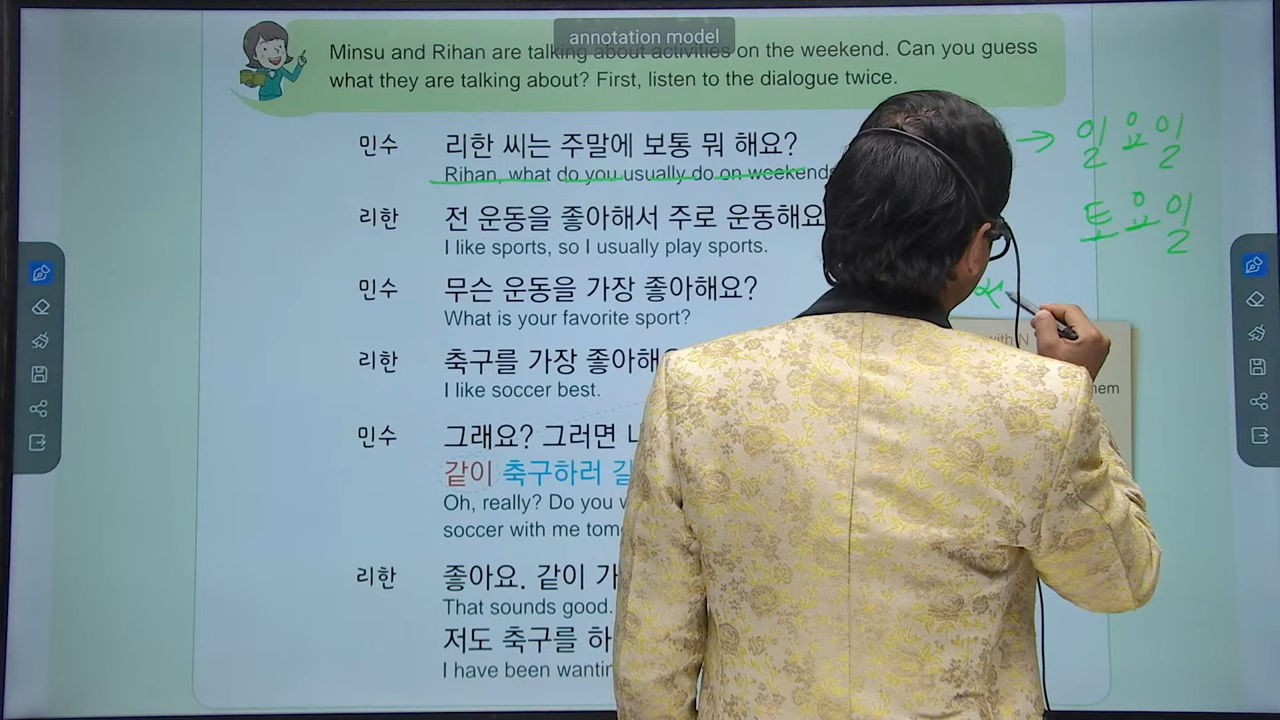 annotation model
Minsu and Rihan are talking about activities on the weekend. Can you guess
what they are talking about? First, listen to the dialogue twice.
민수 리한 씨는 주말에 보통 뭐 해요? → 일요일
Rihan, what do you usually do on weekends
리한 전 운동을 좋아해서 주로 운동해요 토요일
I like sports, so I usually play sports.
민수 무슨 운동을 가장 좋아해요?
What is your favorite sport?
with N
리한 축구를 가장 좋아해
I like soccer best.
민수 그래요? 그러면
같이 축구하러
Oh, really? Do you
soccer with me
리한 좋아요. 같이
That sounds good.
저도 축구를
I have been